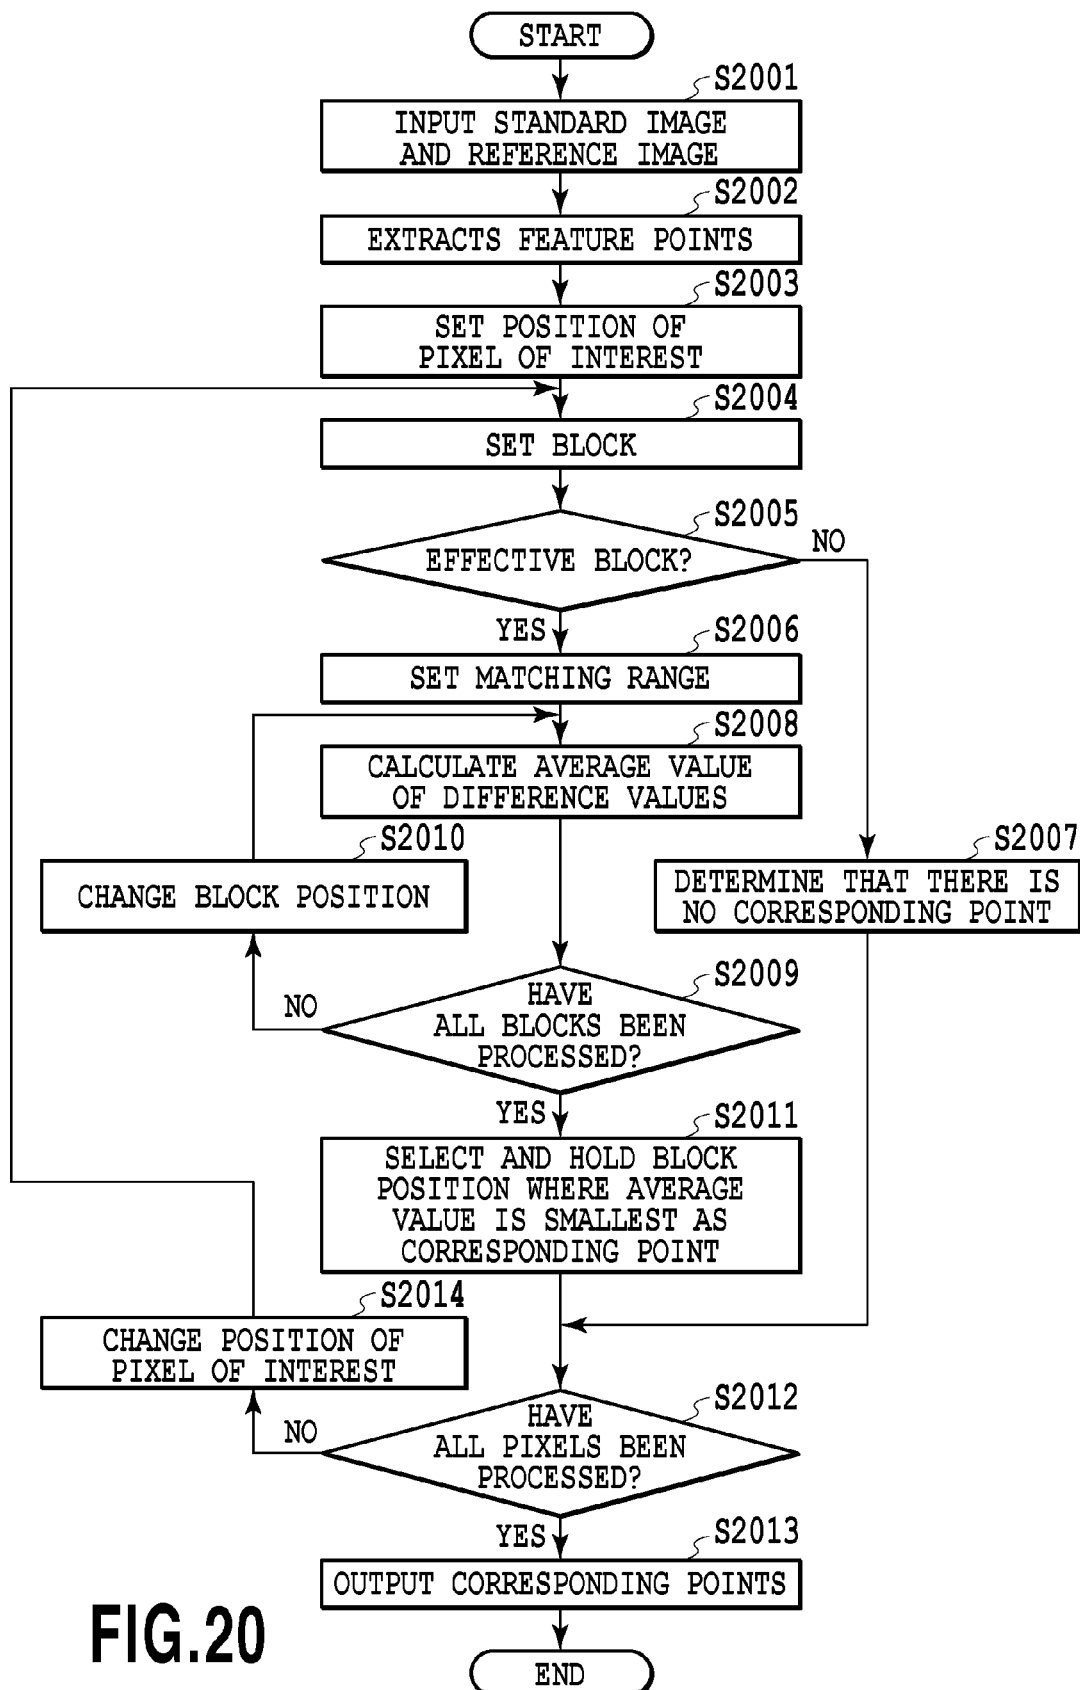 START
S2001
INPUT STANDARD IMAGE
AND REFERENCE IMAGE
S2002
EXTRACTS FEATURE POINTS
S2003
SET POSITION OF
PIXEL OF INTEREST
S2004
SET BLOCK
S2005
EFFECTIVE BLOCK?
NO
YES
S2006
SET MATCHING RANGE
S2008
CALCULATE AVERAGE VALUE
OF DIFFERENCE VALUES
S2010
CHANGE BLOCK POSITION
S2007
DETERMINE THAT THERE IS
NO CORRESPONDING POINT
S2009
HAVE
ALL BLOCKS BEEN
PROCESSED?
NO
YES
S2011
SELECT AND HOLD BLOCK
POSITION WHERE AVERAGE
VALUE IS SMALLEST AS
CORRESPONDING POINT
S2014
CHANGE POSITION OF
PIXEL OF INTEREST
S2012
HAVE
ALL PIXELS BEEN
PROCESSED?
NO
YES
S2013
OUTPUT CORRESPONDING POINTS
END
FIG.20